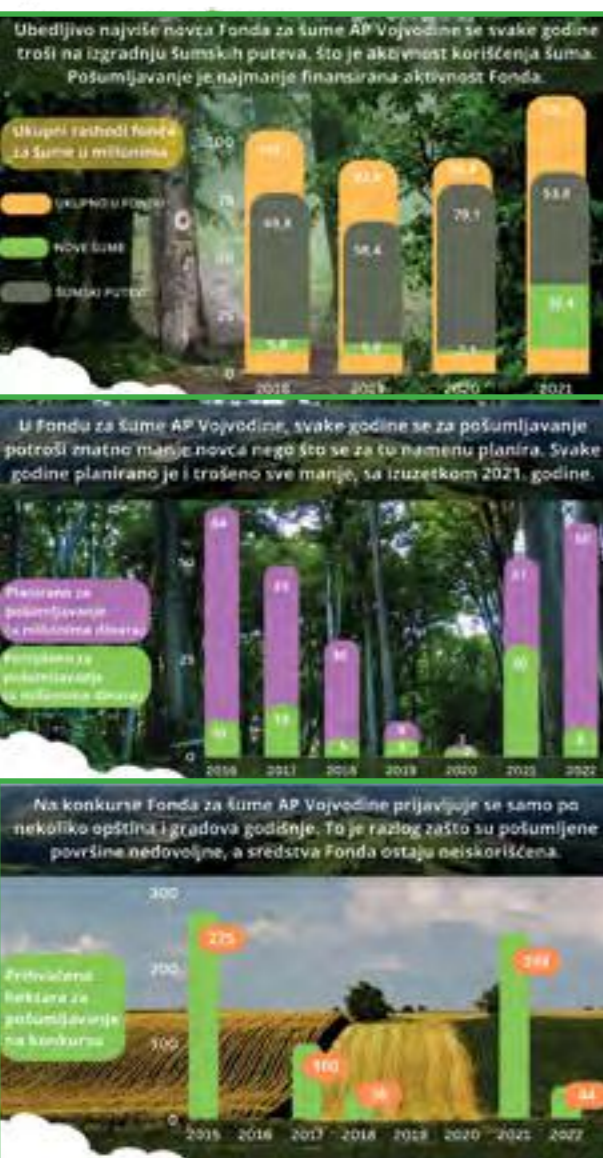 Ubedljivo najviše novca Fonda za šume AP Vojvodine se svake godine
troši na izgradnju šumskih puteva, što je aktivnost korišćenja šuma.
Pošumljavanje je najmanje finansirana aktivnost Fonda.
Ukupni rashodi fonda
za šume u milionima
UKUPNO U FONDU
NOVE ŠUME
ŠUMSKI PUTEVI
100
75
25
0
69,8
58,4
70,1
53,8
32,4
2018
2019
2020
2021
U Fondu za šume AP Vojvodine, svake godine se za pošumljavanje
potroši znatno manje novca nego što se za tu namenu planira. Svake
godine planirano je i trošeno sve manje, sa izuzetkom 2021. godine.
Planirano za
pošumljavanje
(u milionima dinara)
Potrošeno za
pošumljavanje
(u milionima dinara)
50
25
0
64
2016
2017
2018
2019
2020
2021
2022
Na konkurse Fonda za šume AP Vojvodine prijavljuje se samo po
nekoliko opština i gradova godišnje. To je razlog zašto su pošumljene
površine nedovoljne, a sredstva Fonda ostaju neiskorišćena.
Prihvaćeno
hektara za
pošumljavanje
na konkursu
300
200
100
0
275
100
44
2015
2016
2017
2018
2019
2020
2021
2022